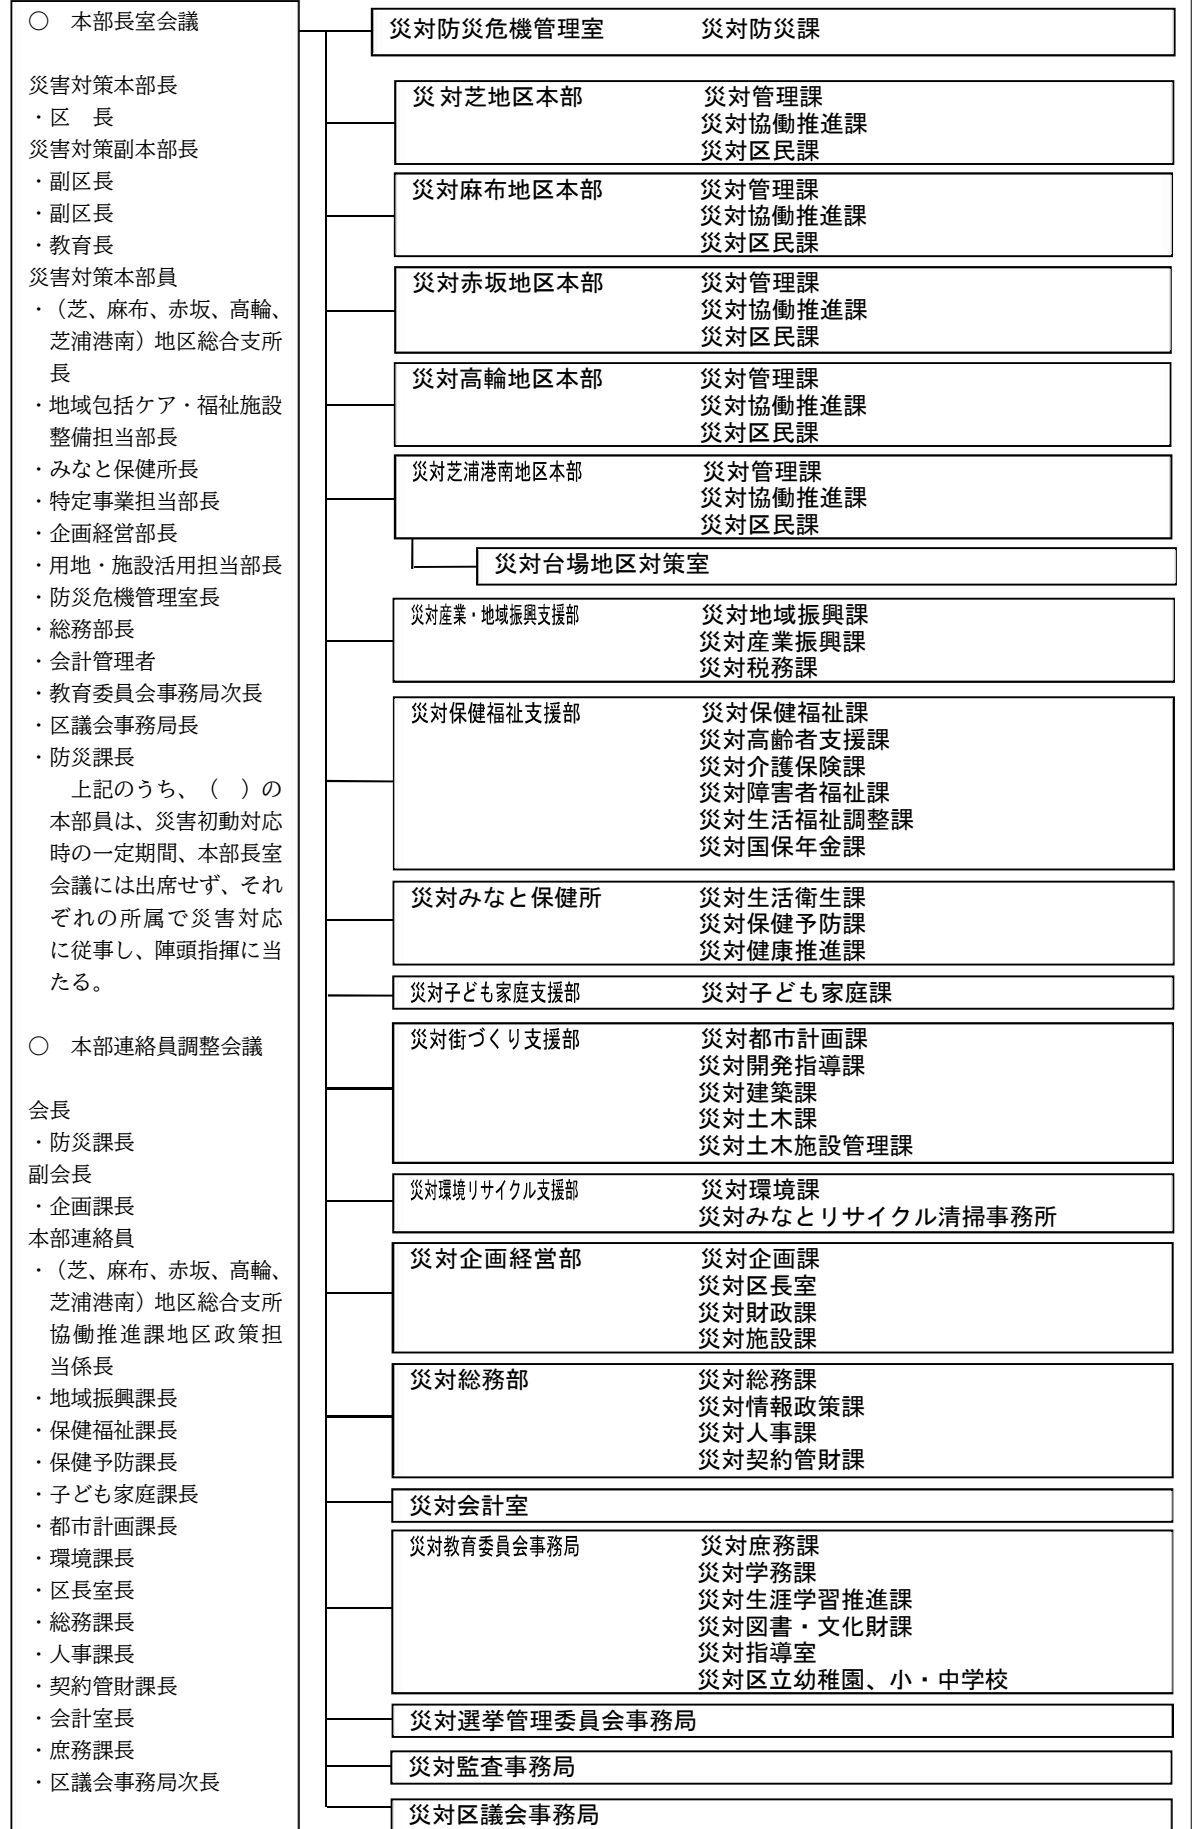 ○　本部長室会議
災害対策本部長
・区　長
災害対策副本部長
・副区長
・副区長
・教育長
災害対策本部員
・（芝、麻布、赤坂、高輪、
芝浦港南）地区総合支所
長
・地域包括ケア・福祉施設
整備担当部長
・みなと保健所長
・特定事業担当部長
・企画経営部長
・用地・施設活用担当部長
・防災危機管理室長
・総務部長
・会計管理者
・教育委員会事務局次長
・区議会事務局長
・防災課長
上記のうち、（　）の
本部員は、災害初動対応
時の一定期間、本部長室
会議には出席せず、それ
ぞれの所属で災害対応
に従事し、陣頭指揮に当
たる。
○　本部連絡員調整会議
会長
・防災課長
副会長
・企画課長
本部連絡員
・（芝、麻布、赤坂、高輪、
芝浦港南）地区総合支所
協働推進課地区政策担
当係長
・地域振興課長
・保健福祉課長
・保健予防課長
・子ども家庭課長
・都市計画課長
・環境課長
・区長室長
・総務課長
・人事課長
・契約管財課長
・会計室長
・庶務課長
・区議会事務局次長
災対防災危機管理室　災対防災課
災対芝地区本部　災対管理課
災対協働推進課
災対区民課
災対麻布地区本部　災対管理課
災対協働推進課
災対区民課
災対赤坂地区本部　災対管理課
災対協働推進課
災対区民課
災対高輪地区本部　災対管理課
災対協働推進課
災対区民課
災対芝浦港南地区本部　災対管理課
災対協働推進課
災対区民課
災対台場地区対策室
災対産業・地域振興支援部　災対地域振興課
災対産業振興課
災対税務課
災対保健福祉支援部　災対保健福祉課
災対高齢者支援課
災対介護保険課
災対障害者福祉課
災対生活福祉調整課
災対国保年金課
災対みなと保健所　災対生活衛生課
災対保健予防課
災対健康推進課
災対子ども家庭支援部　災対子ども家庭課
災対街づくり支援部　災対都市計画課
災対開発指導課
災対建築課
災対土木課
災対土木施設管理課
災対環境リサイクル支援部　災対環境課
災対みなとリサイクル清掃事務所
災対企画経営部　災対企画課
災対区長室
災対財政課
災対施設課
災対総務部　災対総務課
災対情報政策課
災対人事課
災対契約管財課
災対会計室
災対教育委員会事務局　災対庶務課
災対学務課
災対生涯学習推進課
災対図書・文化財課
災対指導室
災対区立幼稚園、小・中学校
災対選挙管理委員会事務局
災対監査事務局
災対区議会事務局